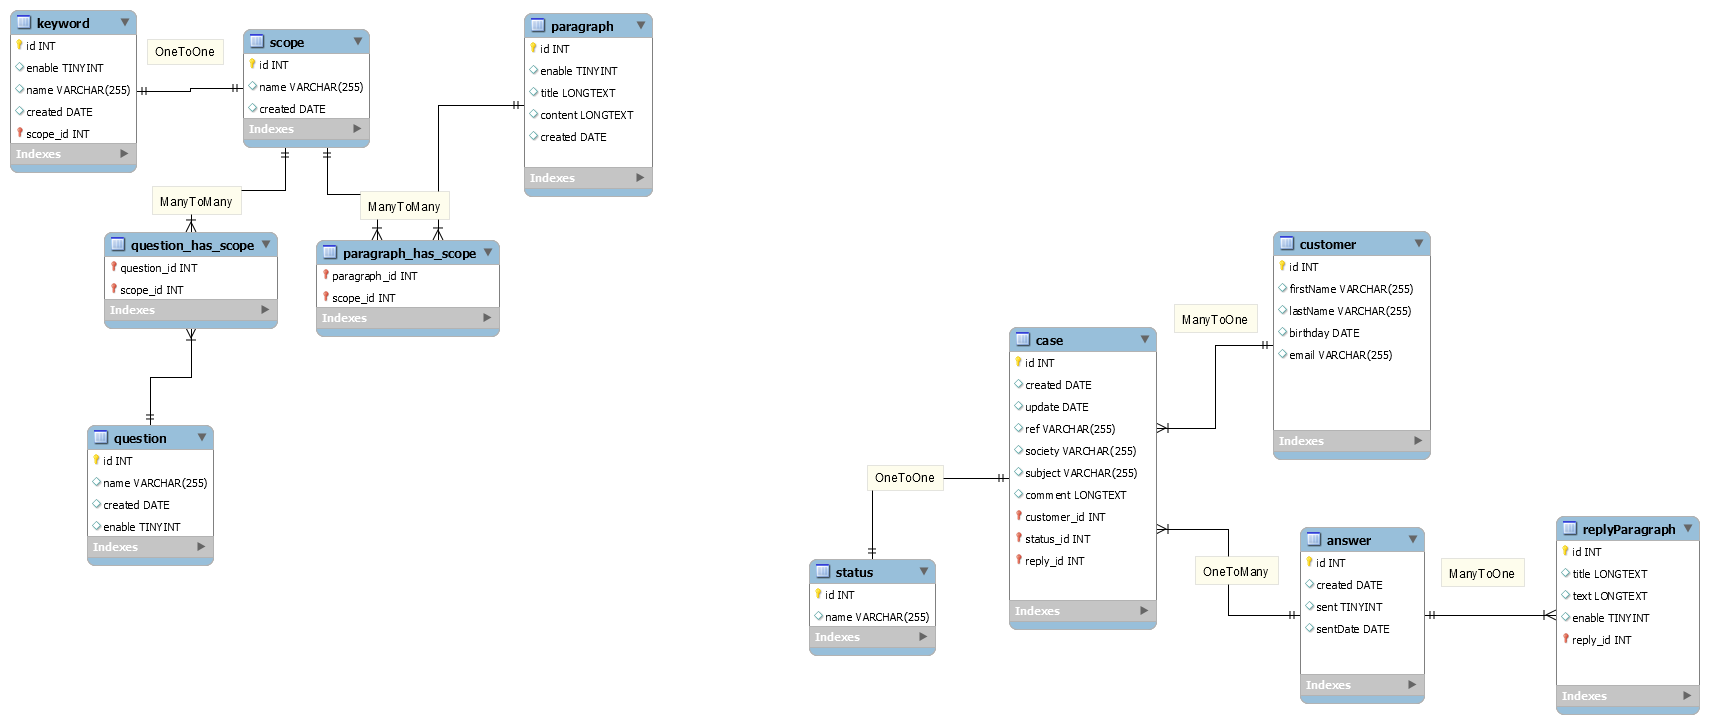 keyword
id INT
enable TINYINT
name VARCHAR(255)
created DATE
scope_id INT
Indexes
OneToOne
scope
id INT
name VARCHAR(255)
created DATE
Indexes
paragraph
id INT
enable TINYINT
title LONGTEXT
content LONGTEXT
created DATE
Indexes
ManyToMany
ManyToMany
question_has_scope
question_id INT
scope_id INT
Indexes
paragraph_has_scope
paragraph_id INT
scope_id INT
Indexes
question
id INT
name VARCHAR(255)
created DATE
enable TINYINT
Indexes
customer
id INT
firstName VARCHAR(255)
lastName VARCHAR(255)
birthday DATE
email VARCHAR(255)
Indexes
ManyToOne
case
id INT
created DATE
update DATE
ref VARCHAR(255)
society VARCHAR(255)
subject VARCHAR(255)
comment LONGTEXT
customer_id INT
status_id INT
reply_id INT
Indexes
OneToOne
status
id INT
name VARCHAR(255)
Indexes
OneToMany
answer
id INT
created DATE
sent TINYINT
sentDate DATE
Indexes
ManyToOne
replyParagraph
id INT
title LONGTEXT
text LONGTEXT
enable TINYINT
reply_id INT
Indexes